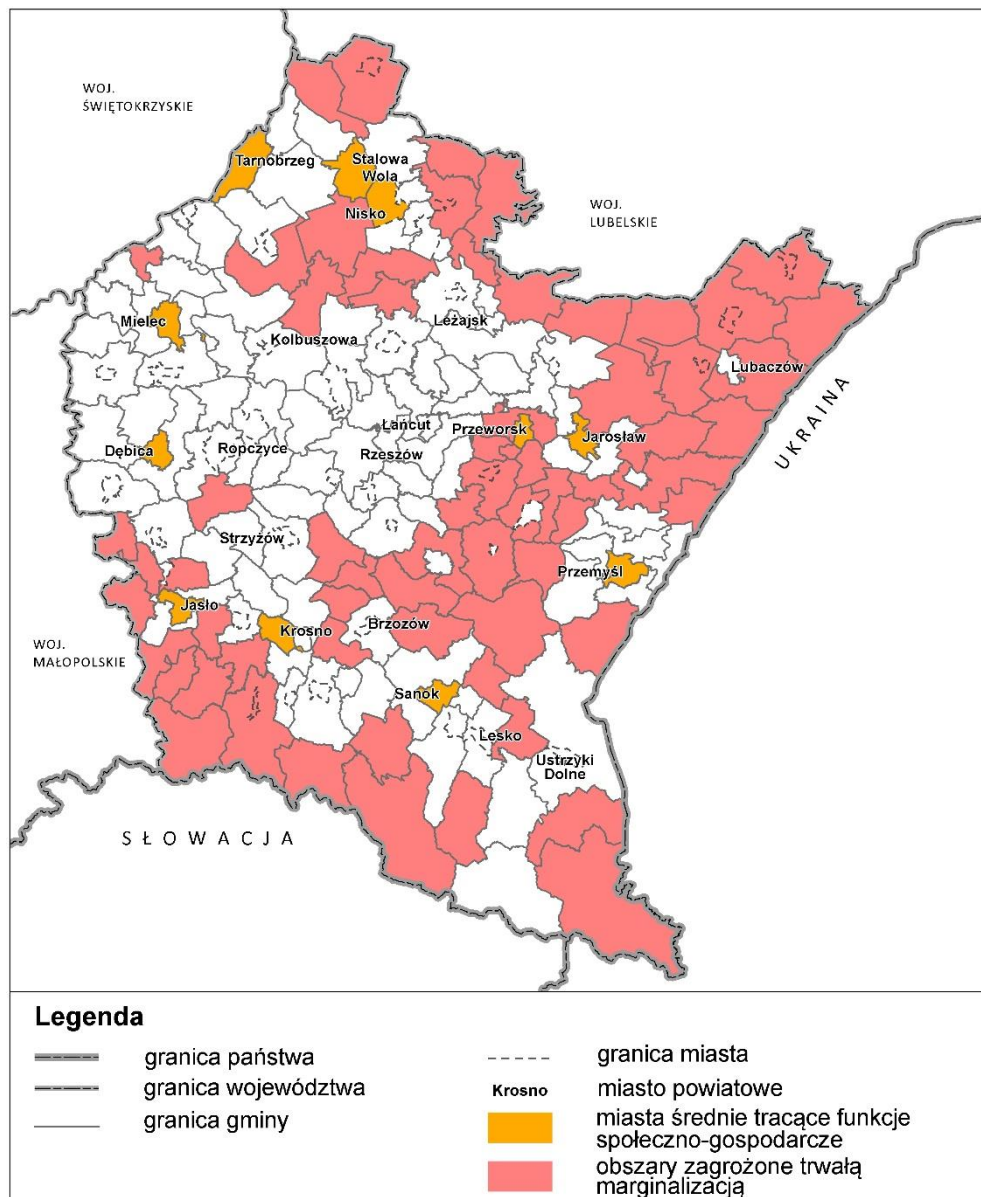 WOJ.
ŚWIĘTOKRZYSKIE
Tarnobrzeg
Stalowa
Wola
Nisko
WOJ.
LUBELSKIE
Mielec
Kolbuszowa
Leżajsk
Lubaczów
Łańcut
Przeworsk
Jarosław
Dębica
Ropczyce
Rzeszów
UKRAINA
Strzyżów
Przemyśl
Jasło
Krosno
Brzozów
WOJ.
MAŁOPOLSKIE
Sanok
Lesko
Ustrzyki
Dolne
SŁOWACJA
Legenda
granica państwa
granica województwa
granica gminy
granica miasta
Krosno miasto powiatowe
miasta średnie tracące funkcje
społeczno-gospodarcze
obszary zagrożone trwałą
marginalizacją